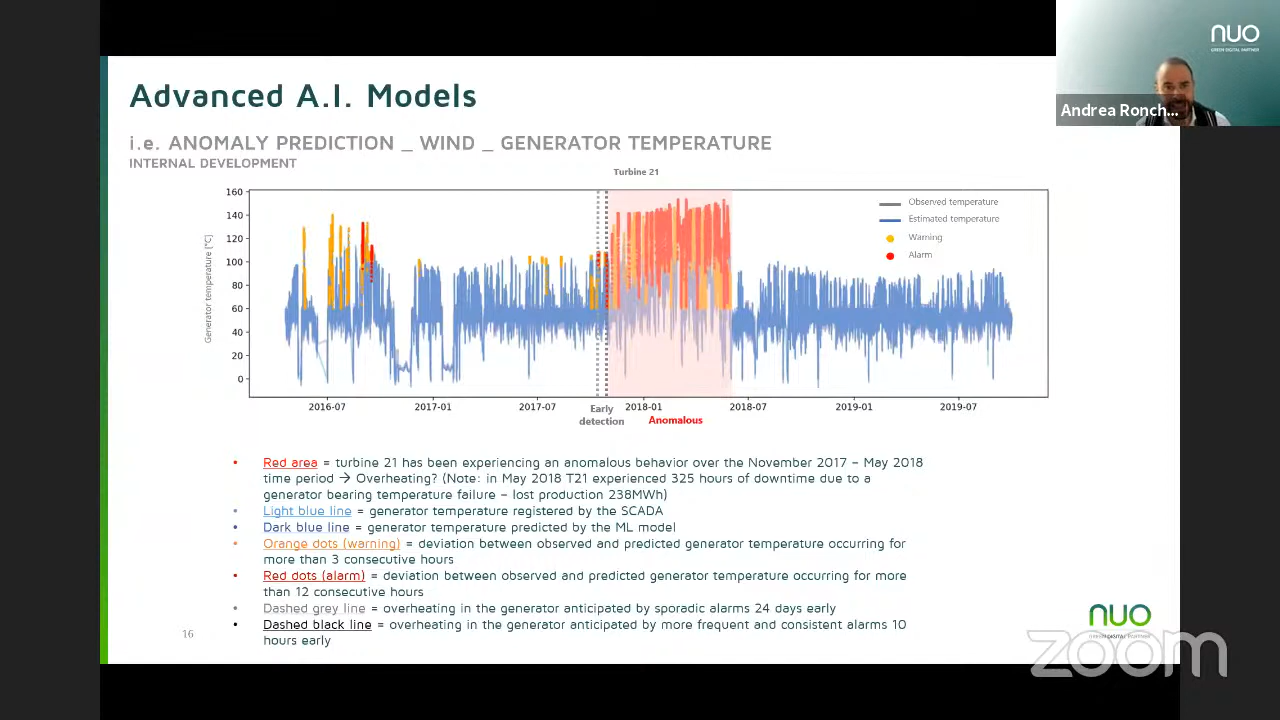 nuo
GREEN DIGITAL PARTNER
Andrea Ronch...
Advanced A.I. Models
i.e. ANOMALY PREDICTION _ WIND _ GENERATOR TEMPERATURE
INTERNAL DEVELOPMENT
Turbine 21
Generator temperature [°C]
160
140
120
100
80
60
40
20
0
Observed temperature
Estimated temperature
Warning
Alarm
2016-07
2017-01
2017-07
2018-01
2018-07
2019-01
2019-07
Early
detection
Anomalous
• Red area = turbine 21 has been experiencing an anomalous behavior over the November 2017 – May 2018
time period → Overheating? (Note: in May 2018 T21 experienced 325 hours of downtime due to a
generator bearing temperature failure – lost production 238MWh)
• Light blue line = generator temperature registered by the SCADA
• Dark blue line = generator temperature predicted by the ML model
• Orange dots (warning) = deviation between observed and predicted generator temperature occurring for
more than 3 consecutive hours
• Red dots (alarm) = deviation between observed and predicted generator temperature occurring for more
than 12 consecutive hours
• Dashed grey line = overheating in the generator anticipated by sporadic alarms 24 days early
• Dashed black line = overheating in the generator anticipated by more frequent and consistent alarms 10
hours early
16
nuo
GREEN DIGITAL PARTNER
zoom